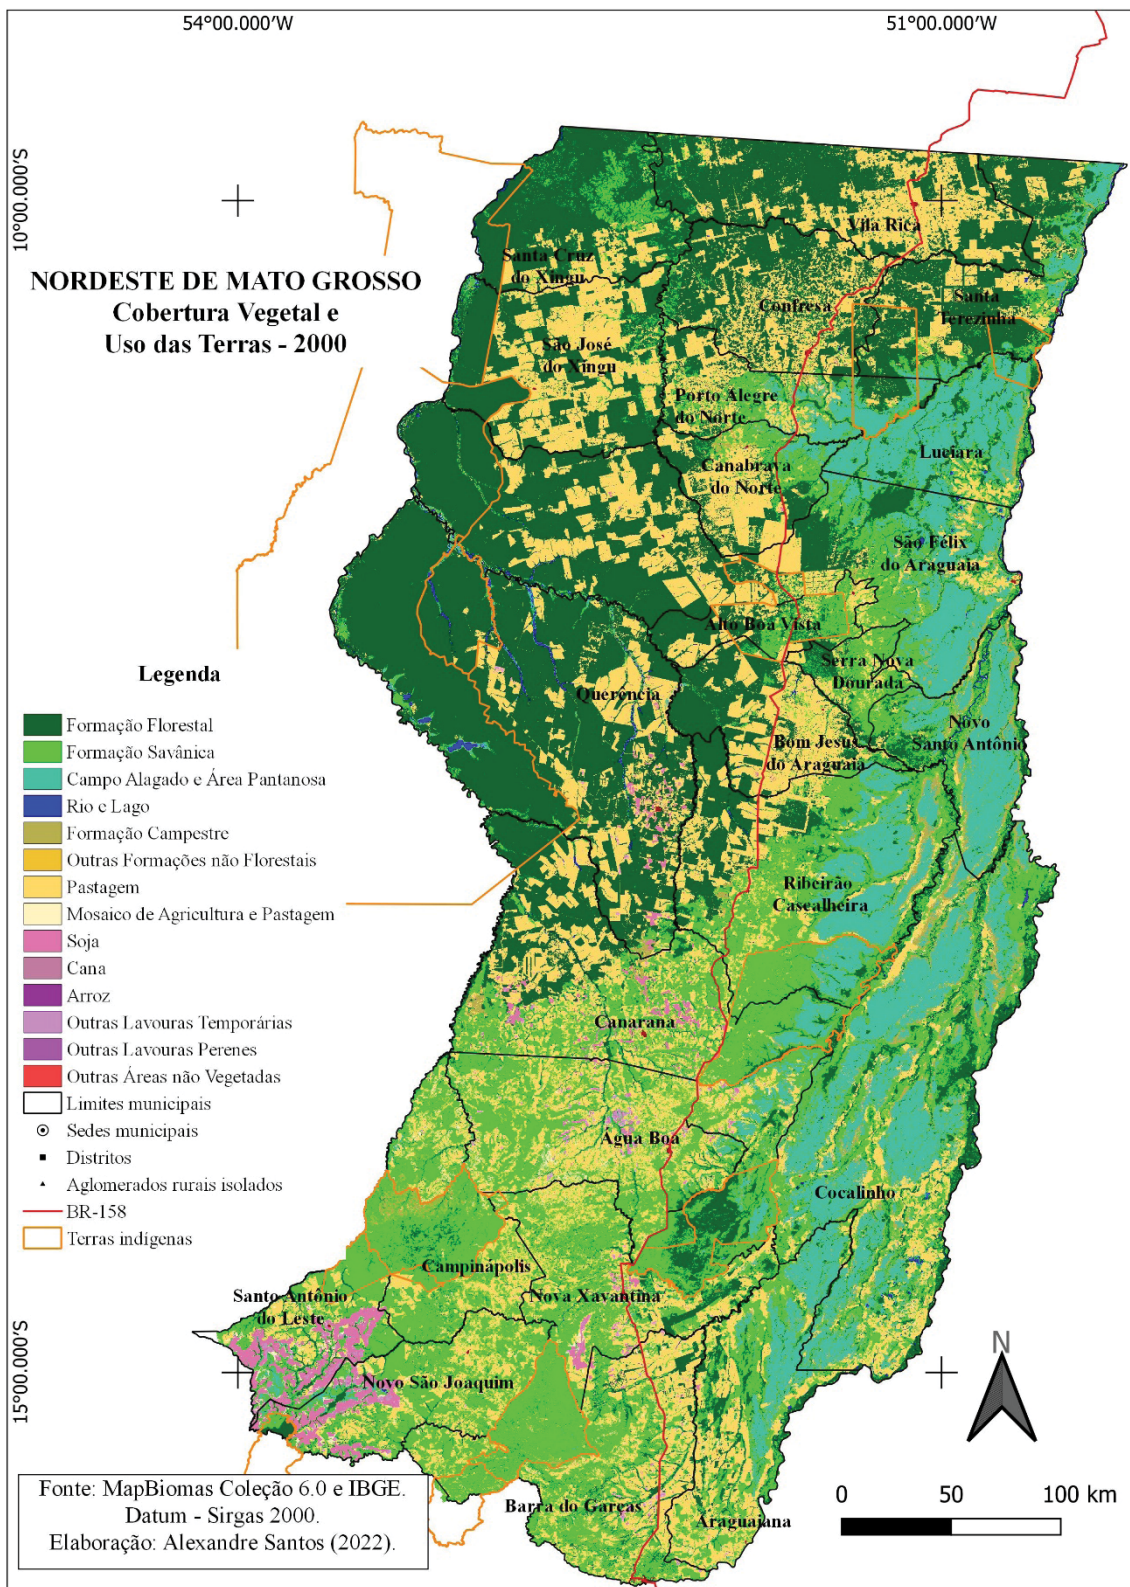 54°00.000'W
51°00.000'W
10°00.000'S
NORDESTE DE MATO GROSSO
Cobertura Vegetal e
Uso das Terras - 2000
Vila Rica
Santa Cruz
do Xingu
Confresa
Santa
Terezinha
São José
do Xingu
Porto Alegre
do Norte
Luciara
Canabrava
do Norte
São Félix
do Araguaia
Alto Boa Vista
Serra Nova
Dourada
Querência
Novo
Santo Antônio
Bom Jesus
do Araguaia
Ribeirão
Cascalheira
Canarana
Água Boa
Cocalinho
Campinápolis
Santo Antônio
do Leste
Nova Xavantina
Novo São Joaquim
Barra do Garças
Araguaiana
Legenda
Formação Florestal
Formação Savânica
Campo Alagado e Área Pantanosa
Rio e Lago
Formação Campestre
Outras Formações não Florestais
Pastagem
Mosaico de Agricultura e Pastagem
Soja
Cana
Arroz
Outras Lavouras Temporárias
Outras Lavouras Perenes
Outras Áreas não Vegetadas
Limites municipais
Sedes municipais
Distritos
Aglomerados rurais isolados
BR-158
Terras indígenas
15°00.000'S
N
0 50 100 km
Fonte: MapBiomas Coleção 6.0 e IBGE.
Datum - Sirgas 2000.
Elaboração: Alexandre Santos (2022).